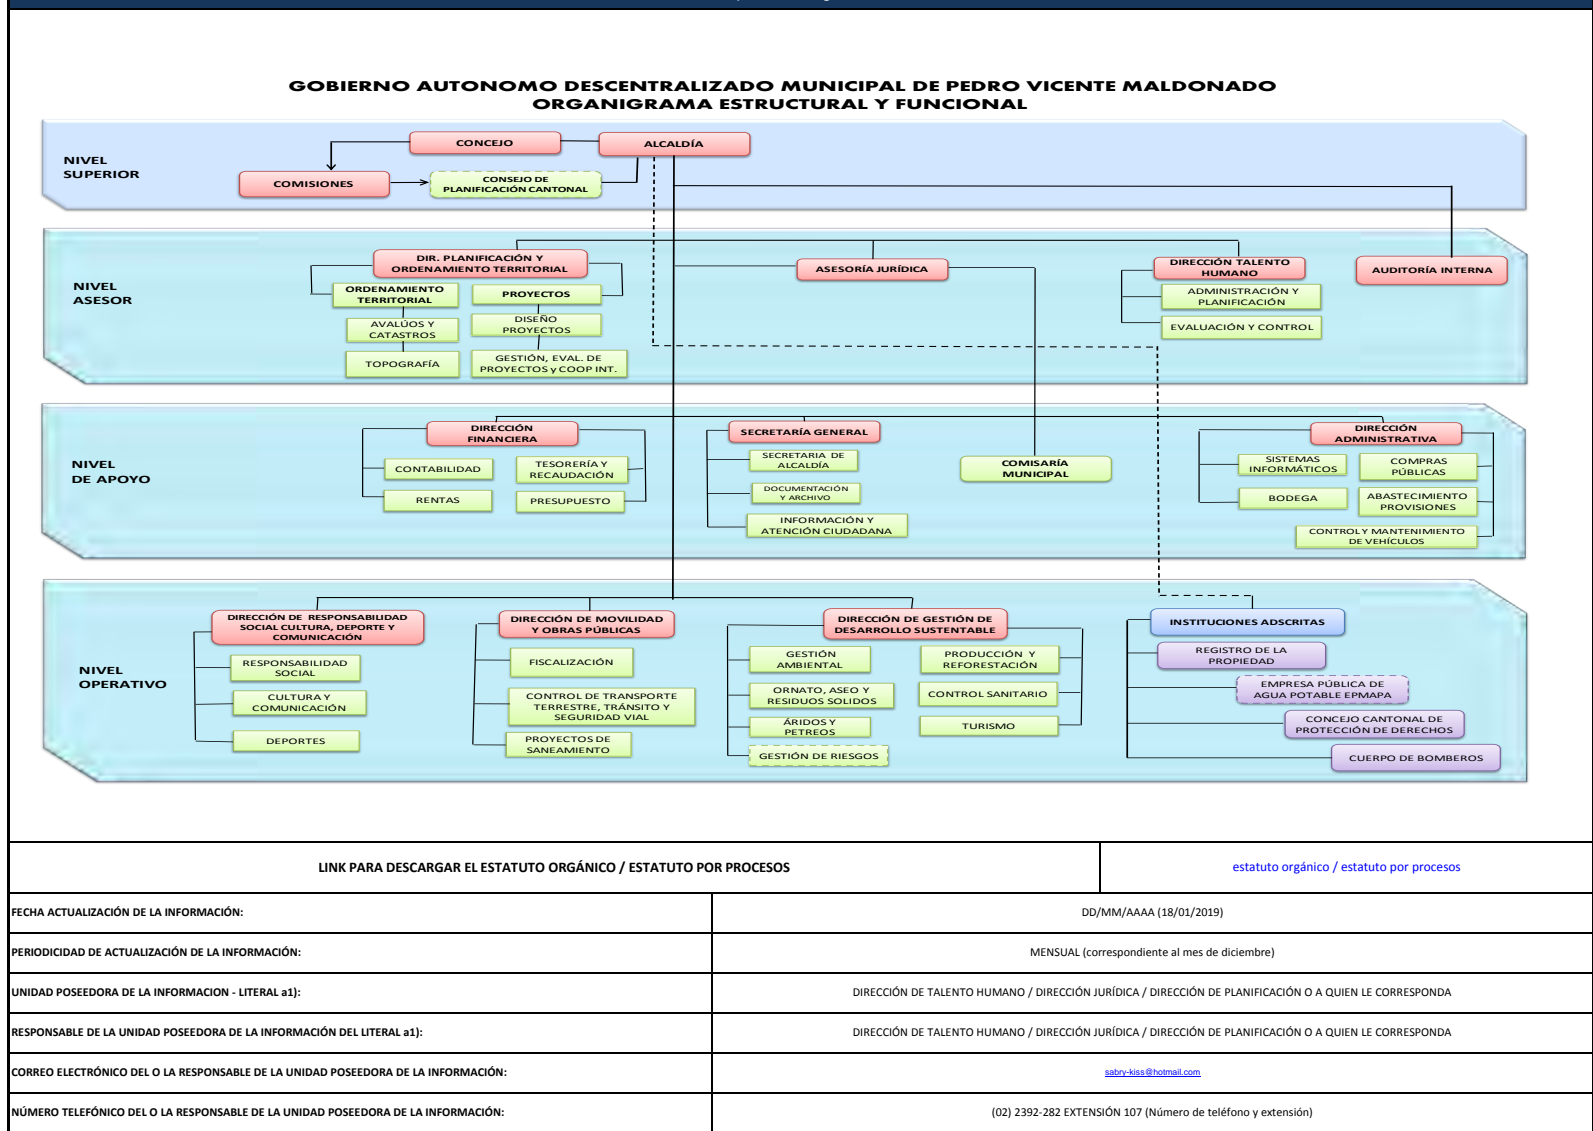 GOBIERNO AUTONOMO DESCENTRALIZADO MUNICIPAL DE PEDRO VICENTE MALDONADO
ORGANIGRAMA ESTRUCTURAL Y FUNCIONAL
NIVEL
SUPERIOR
CONCEJO
ALCALDÍA
COMISIONES
CONSEJO DE
PLANIFICACIÓN CANTONAL
NIVEL
ASESOR
DIR. PLANIFICACIÓN Y
ORDENAMIENTO TERRITORIAL
ORDENAMIENTO
TERRITORIAL
PROYECTOS
AVALÚOS Y
CATASTROS
DISEÑO
PROYECTOS
TOPOGRAFÍA
GESTIÓN, EVAL. DE
PROYECTOS y COOP INT.
ASESORÍA JURÍDICA
DIRECCIÓN TALENTO
HUMANO
ADMINISTRACIÓN Y
PLANIFICACIÓN
EVALUACIÓN Y CONTROL
AUDITORÍA INTERNA
NIVEL
DE APOYO
DIRECCIÓN
FINANCIERA
CONTABILIDAD
TESORERÍA Y
RECAUDACIÓN
RENTAS
PRESUPUESTO
SECRETARÍA GENERAL
SECRETARIA DE
ALCALDÍA
DOCUMENTACIÓN
Y ARCHIVO
INFORMACIÓN Y
ATENCIÓN CIUDADANA
COMISARÍA
MUNICIPAL
DIRECCIÓN
ADMINISTRATIVA
SISTEMAS
INFORMÁTICOS
COMPRAS
PÚBLICAS
BODEGA
ABASTECIMIENTO
PROVISIONES
CONTROL Y MANTENIMIENTO
DE VEHÍCULOS
NIVEL
OPERATIVO
DIRECCIÓN DE RESPONSABILIDAD
SOCIAL CULTURA, DEPORTE Y
COMUNICACIÓN
RESPONSABILIDAD
SOCIAL
CULTURA Y
COMUNICACIÓN
DEPORTES
DIRECCIÓN DE MOVILIDAD
Y OBRAS PÚBLICAS
FISCALIZACIÓN
CONTROL DE TRANSPORTE
TERRESTRE, TRÁNSITO Y
SEGURIDAD VIAL
PROYECTOS DE
SANEAMIENTO
DIRECCIÓN DE GESTIÓN DE
DESARROLLO SUSTENTABLE
GESTIÓN
AMBIENTAL
PRODUCCIÓN Y
REFORESTACIÓN
ORNATO, ASEO Y
RESIDUOS SOLIDOS
CONTROL SANITARIO
ÁRIDOS Y
PETREOS
TURISMO
GESTIÓN DE RIESGOS
INSTITUCIONES ADSCRITAS
REGISTRO DE LA
PROPIEDAD
EMPRESA PÚBLICA DE
AGUA POTABLE EPMAPA
CONCEJO CANTONAL DE
PROTECCIÓN DE DERECHOS
CUERPO DE BOMBEROS
LINK PARA DESCARGAR EL ESTATUTO ORGÁNICO / ESTATUTO POR PROCESOS
estatuto orgánico / estatuto por procesos
FECHA ACTUALIZACIÓN DE LA INFORMACIÓN:
DD/MM/AAAA (18/01/2019)
PERIODICIDAD DE ACTUALIZACIÓN DE LA INFORMACIÓN:
MENSUAL (correspondiente al mes de diciembre)
UNIDAD POSEEDORA DE LA INFORMACION - LITERAL a1):
DIRECCIÓN DE TALENTO HUMANO / DIRECCIÓN JURÍDICA / DIRECCIÓN DE PLANIFICACIÓN O A QUIEN LE CORRESPONDA
RESPONSABLE DE LA UNIDAD POSEEDORA DE LA INFORMACIÓN DEL LITERAL a1):
DIRECCIÓN DE TALENTO HUMANO / DIRECCIÓN JURÍDICA / DIRECCIÓN DE PLANIFICACIÓN O A QUIEN LE CORRESPONDA
CORREO ELECTRÓNICO DEL O LA RESPONSABLE DE LA UNIDAD POSEEDORA DE LA INFORMACIÓN:
sabry-kiss@hotmail.com
NÚMERO TELEFÓNICO DEL O LA RESPONSABLE DE LA UNIDAD POSEEDORA DE LA INFORMACIÓN:
(02) 2392-282 EXTENSIÓN 107 (Número de teléfono y extensión)